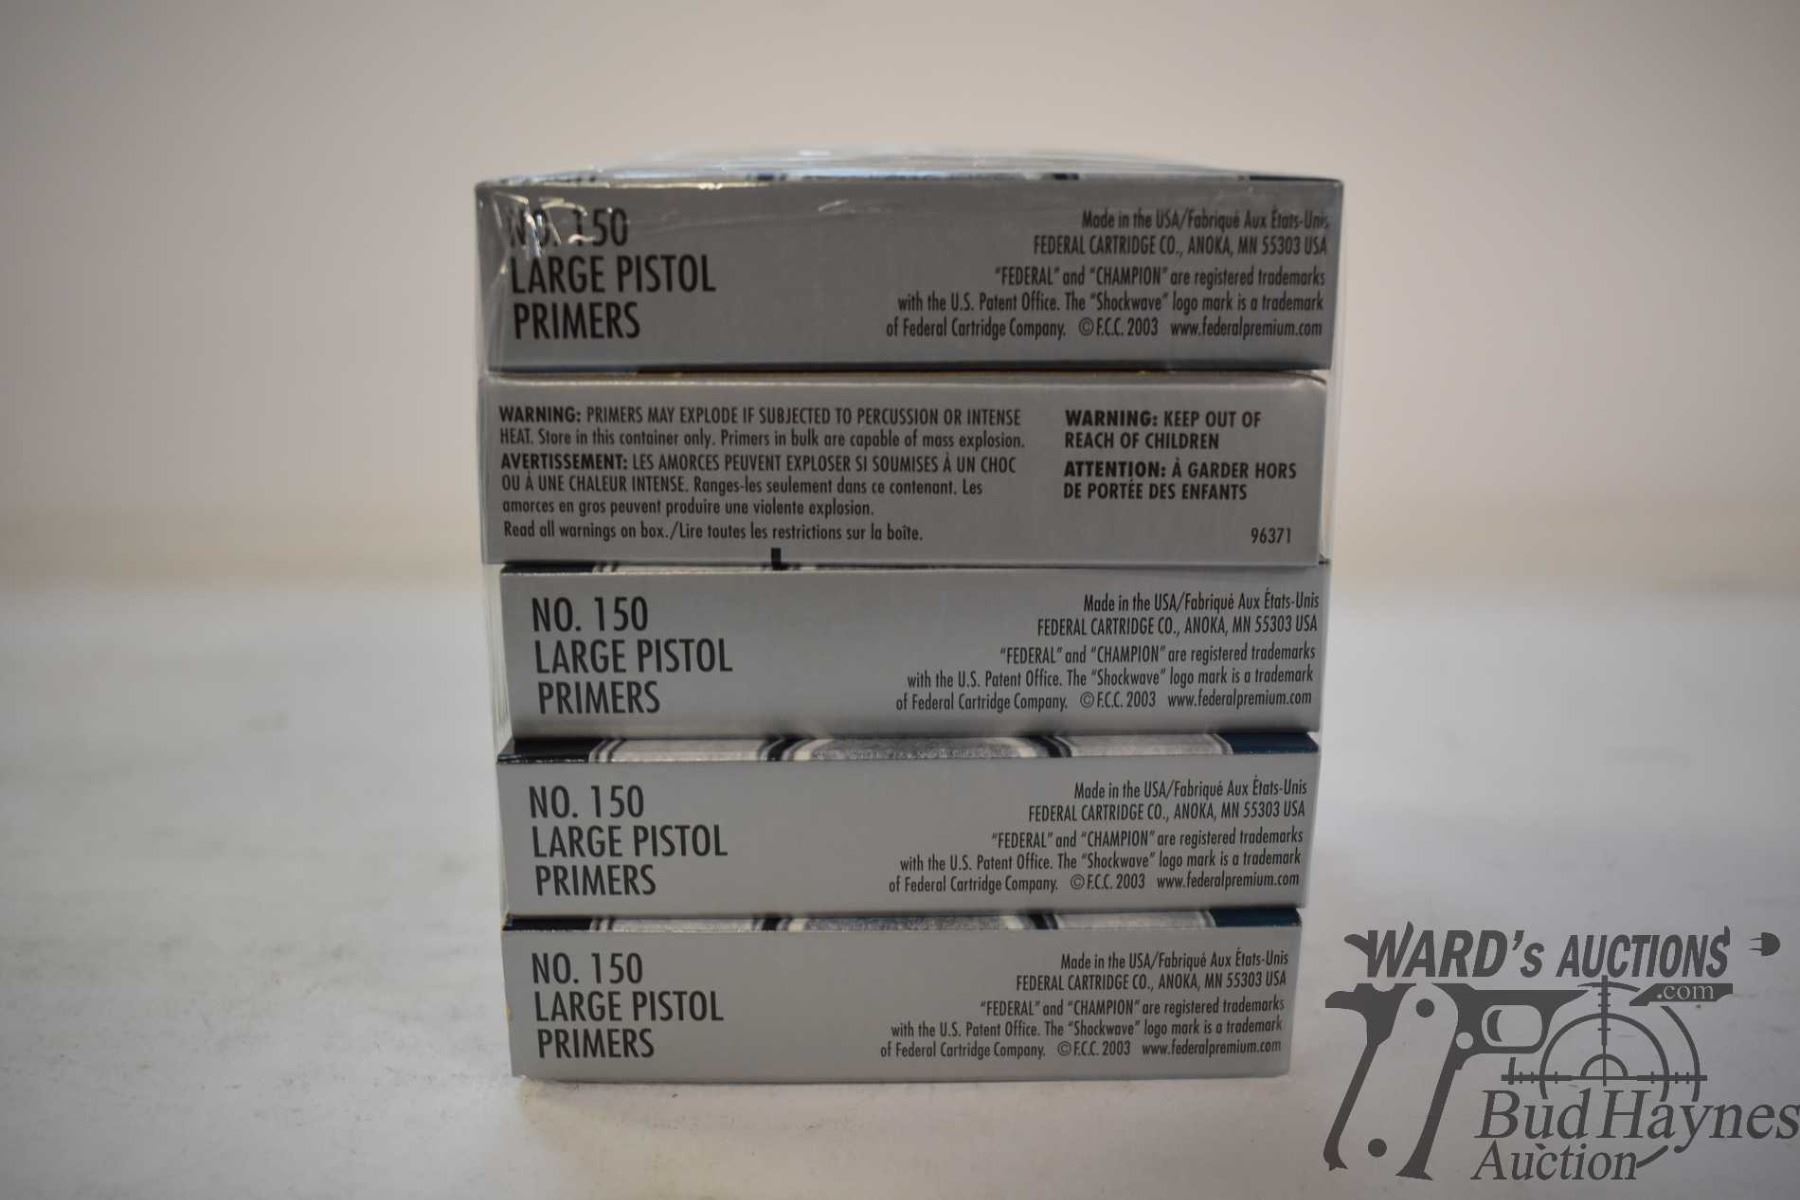 NO. 150
LARGE PISTOL
PRIMERS
Made in the USA/Fabriqué Aux États-Unis
FEDERAL CARTRIDGE CO., ANOKA, MN 55303 USA
"FEDERAL" and "CHAMPION" are registered trademarks
with the U.S. Patent Office. The "Shockwave" logo mark is a trademark
of Federal Cartridge Company. © F.C.C. 2003 www.federalpremium.com
WARNING: PRIMERS MAY EXPLODE IF SUBJECTED TO PERCUSSION OR INTENSE
HEAT. Store in this container only. Primers in bulk are capable of mass explosion.
AVERTISSEMENT: LES AMORCES PEUVENT EXPLOSER SI SOUMISES À UN CHOC
OU À UNE CHALEUR INTENSE. Ranges-les seulement dans ce contenant. Les
amorces en gros peuvent produire une violente explosion.
Read all warnings on box./Lire toutes les restrictions sur la boîte.
WARNING: KEEP OUT OF
REACH OF CHILDREN
ATTENTION: À GARDER HORS
DE PORTÉE DES ENFANTS
96371
NO. 150
LARGE PISTOL
PRIMERS
Made in the USA/Fabriqué Aux États-Unis
FEDERAL CARTRIDGE CO., ANOKA, MN 55303 USA
"FEDERAL" and "CHAMPION" are registered trademarks
with the U.S. Patent Office. The "Shockwave" logo mark is a trademark
of Federal Cartridge Company. © F.C.C. 2003 www.federalpremium.com
NO. 150
LARGE PISTOL
PRIMERS
Made in the USA/Fabriqué Aux États-Unis
FEDERAL CARTRIDGE CO., ANOKA, MN 55303 USA
"FEDERAL" and "CHAMPION" are registered trademarks
with the U.S. Patent Office. The "Shockwave" logo mark is a trademark
of Federal Cartridge Company. © F.C.C. 2003 www.federalpremium.com
NO. 150
LARGE PISTOL
PRIMERS
Made in the USA/Fabriqué Aux États-Unis
FEDERAL CARTRIDGE CO., ANOKA, MN 55303 USA
"FEDERAL" and "CHAMPION" are registered trademarks
with the U.S. Patent Office. The "Shockwave" logo mark is a trademark
of Federal Cartridge Company. © F.C.C. 2003 www.federalpremium.com
WARD's AUCTIONS
.com
Bud Haynes
Auction